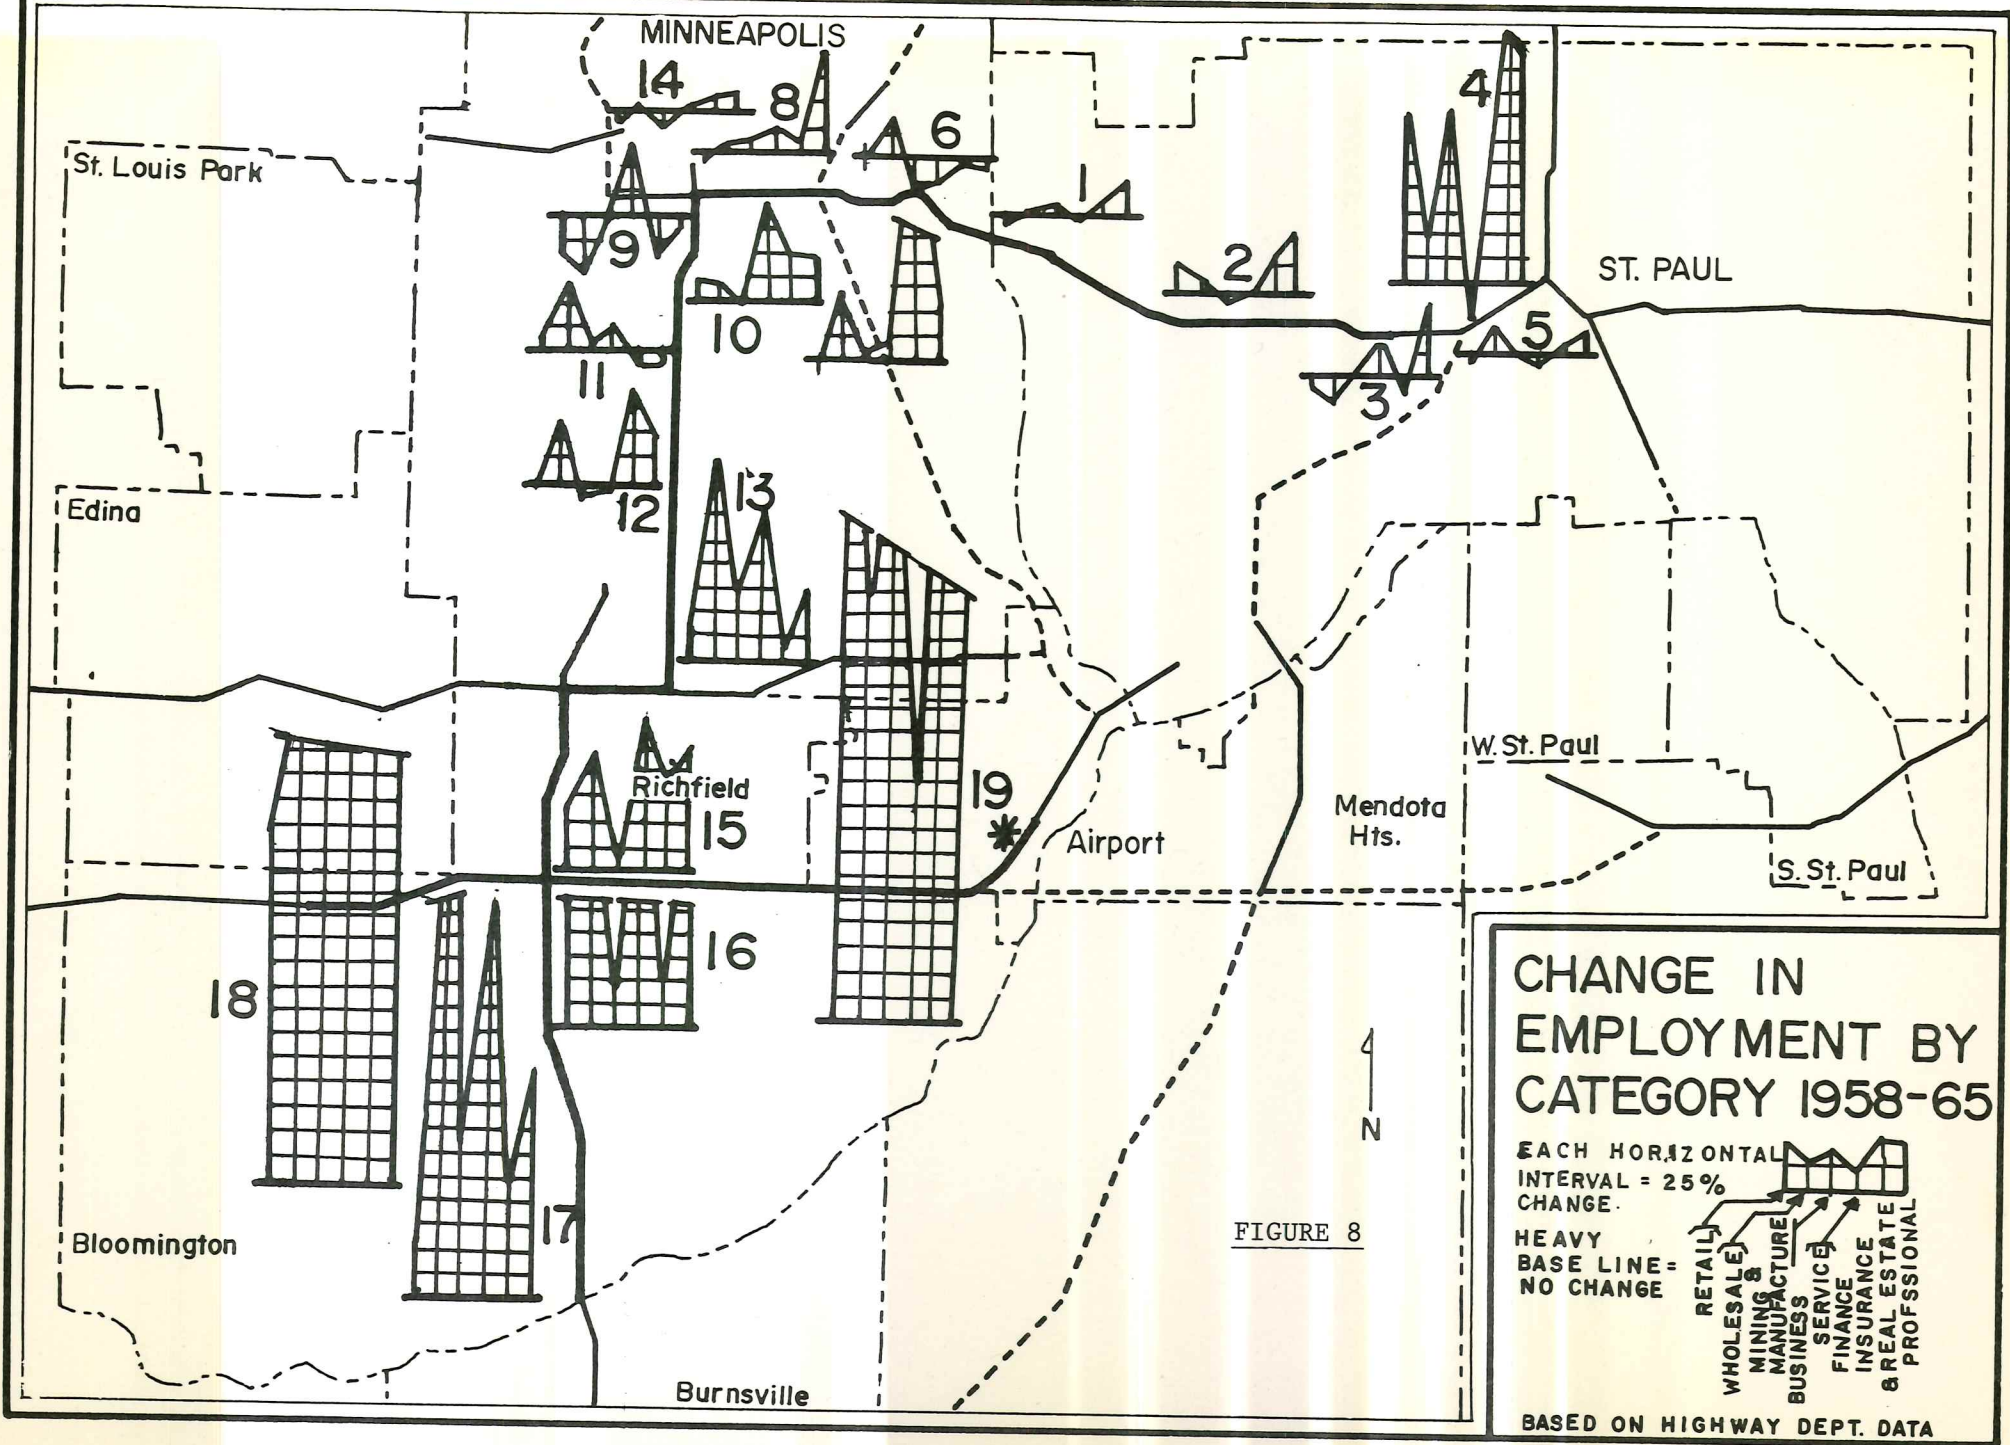 MINNEAPOLIS
14
8
4
6
St. Louis Park
1
9
2
ST. PAUL
10
5
11
3
12
13
Edina
19
W. St. Paul
Richfield
15
Mendota
Hts.
Airport
S. St. Paul
16
18
17
Bloomington
Burnsville
N
FIGURE 8
CHANGE IN
EMPLOYMENT BY
CATEGORY 1958-65
EACH HORIZONTAL
INTERVAL = 25%
CHANGE.
HEAVY
BASE LINE =
NO CHANGE
RETAIL
WHOLESALE
MINING &
MANUFACTURE
BUSINESS
SERVICE
FINANCE
INSURANCE
& REAL ESTATE
PROFSSIONAL
BASED ON HIGHWAY DEPT. DATA